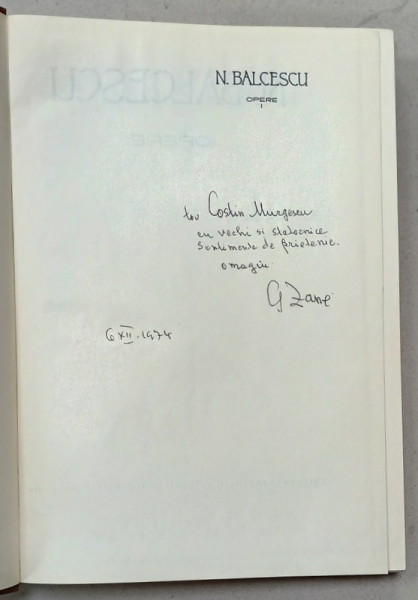 N. BALCESCU
OPERE
I
tov Costin Murgescu
cu vechi si statornice
sentimente de prietenie.
omagiu
G Zane
6 XII. 1974